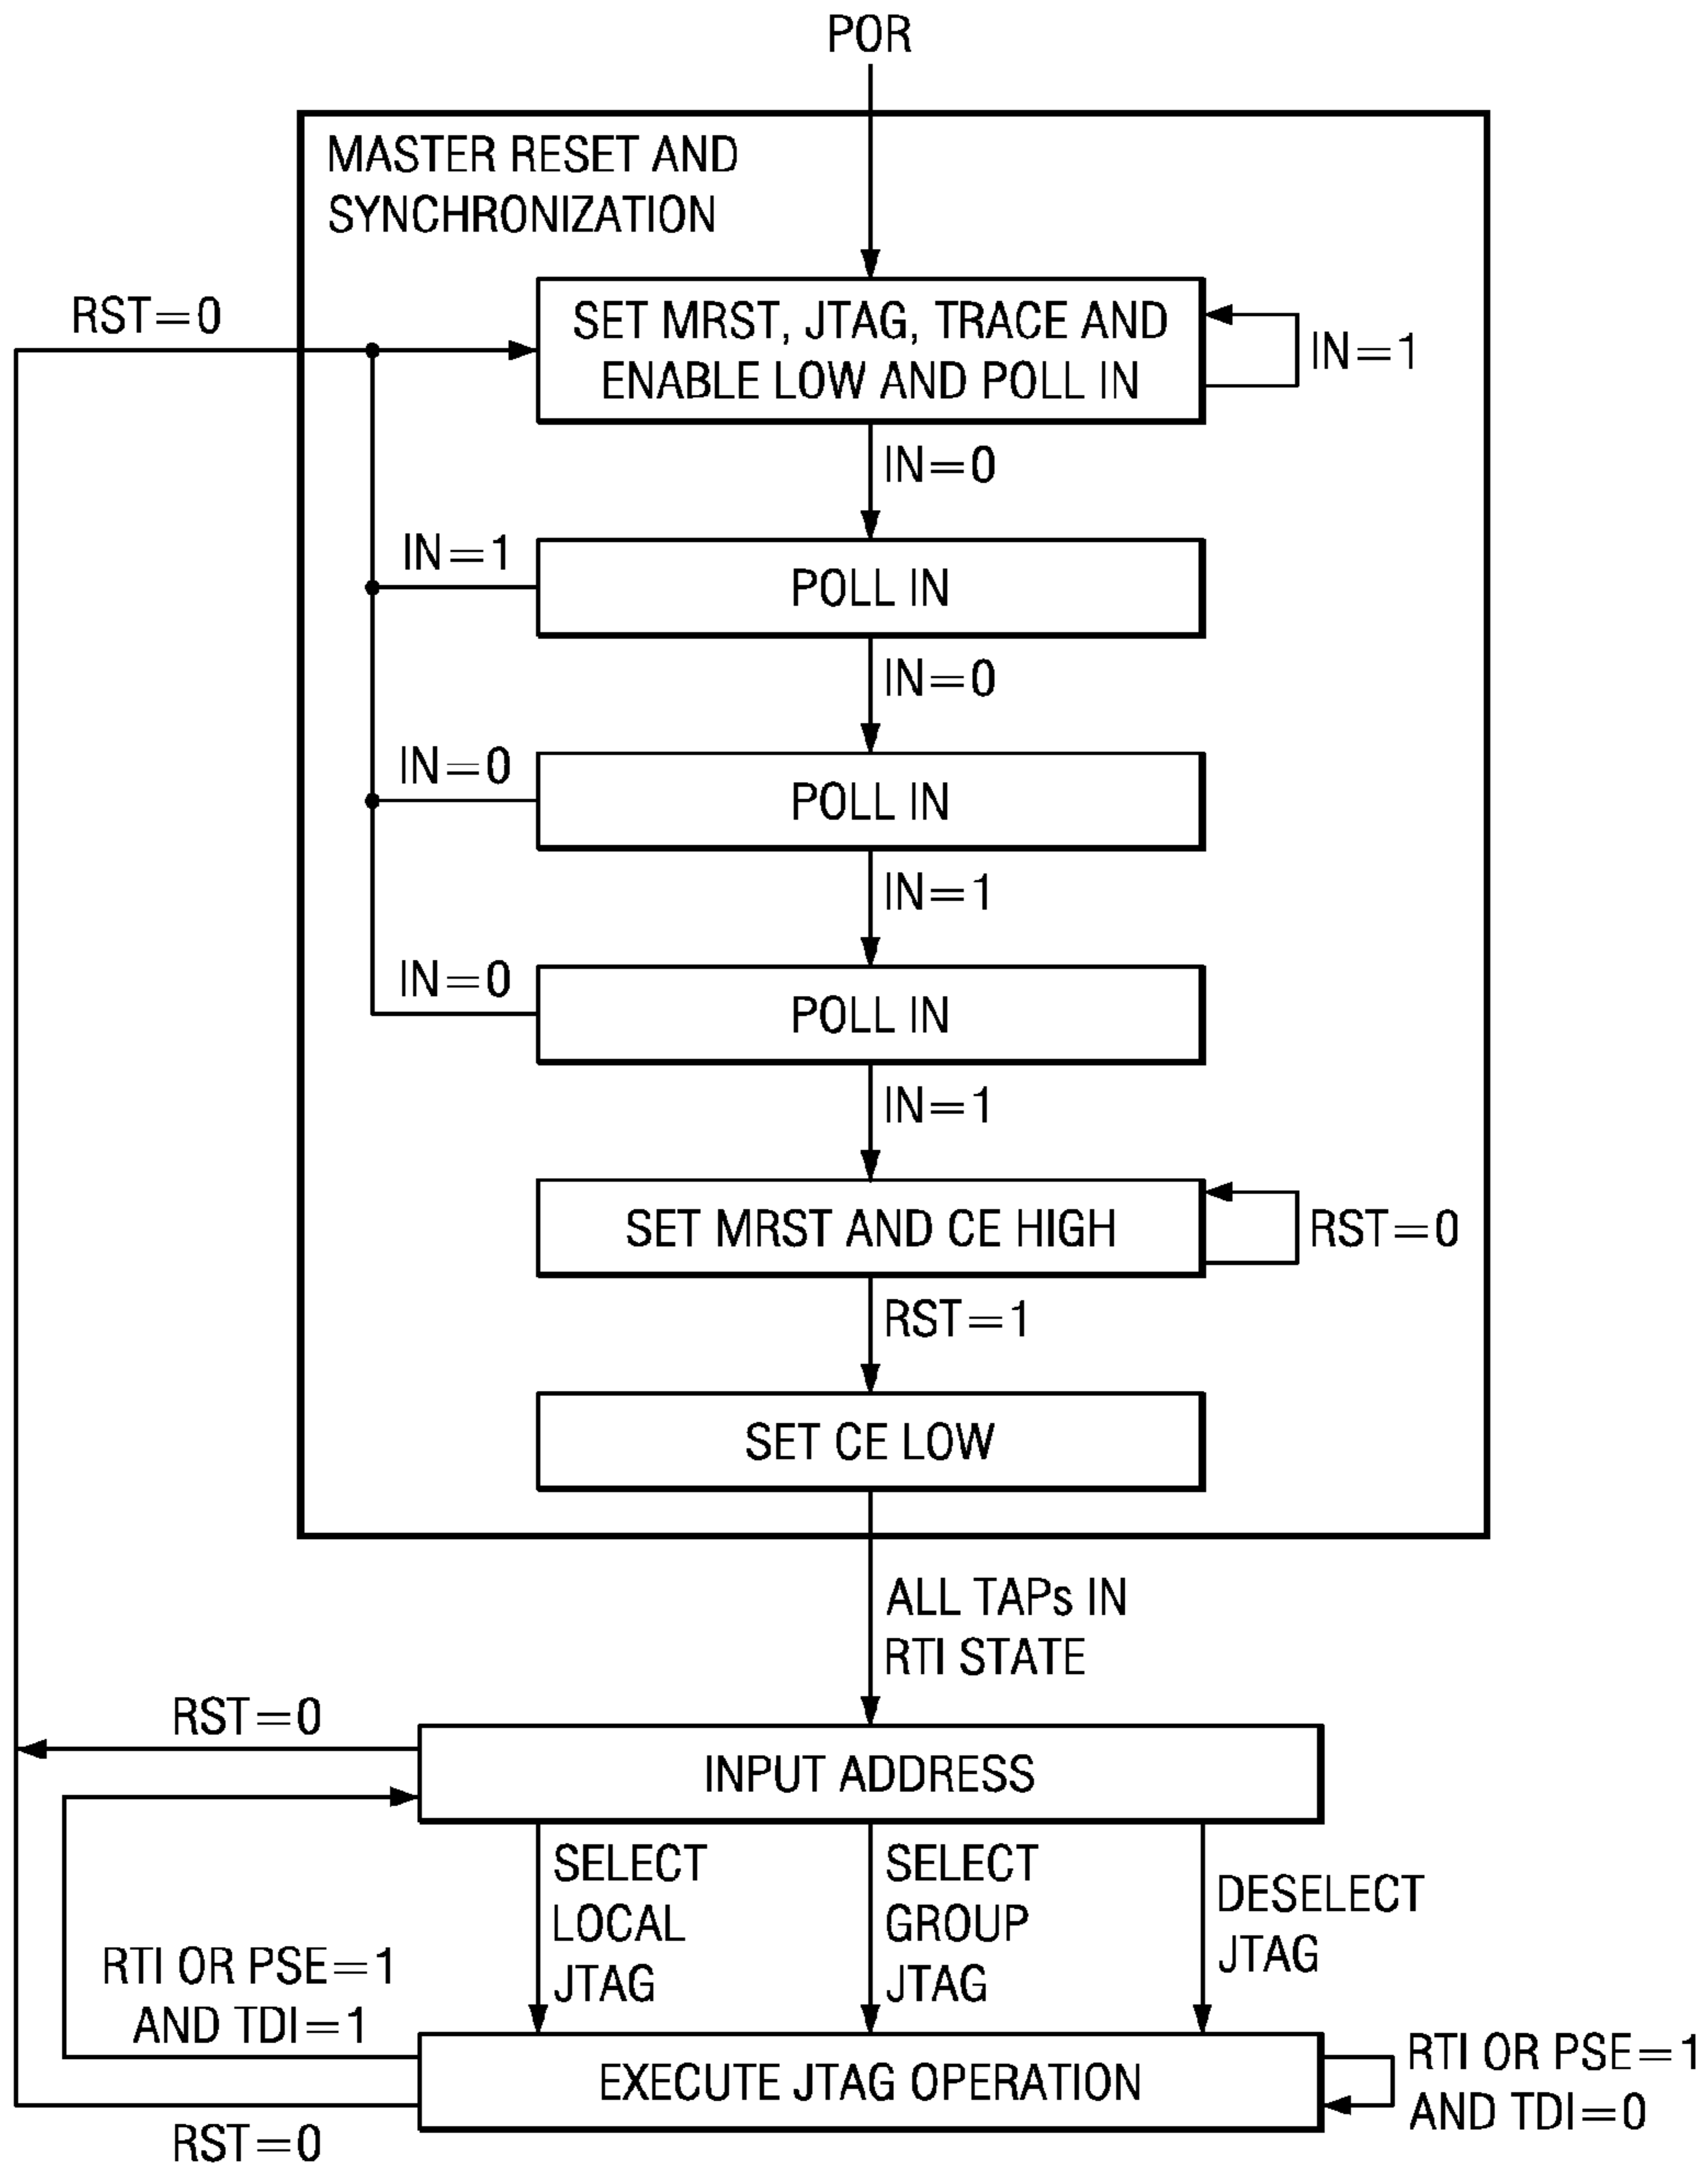 POR
MASTER RESET AND
SYNCHRONIZATION
RST=0
SET MRST, JTAG, TRACE AND
ENABLE LOW AND POLL IN
IN=1
IN=0
IN=1
POLL IN
IN=0
IN=0
POLL IN
IN=1
IN=0
POLL IN
IN=1
SET MRST AND CE HIGH
RST=0
RST=1
SET CE LOW
ALL TAPs IN
RTI STATE
RST=0
INPUT ADDRESS
SELECT
LOCAL
JTAG
SELECT
GROUP
JTAG
DESELECT
JTAG
RTI OR PSE=1
AND TDI=1
EXECUTE JTAG OPERATION
RTI OR PSE=1
AND TDI=0
RST=0